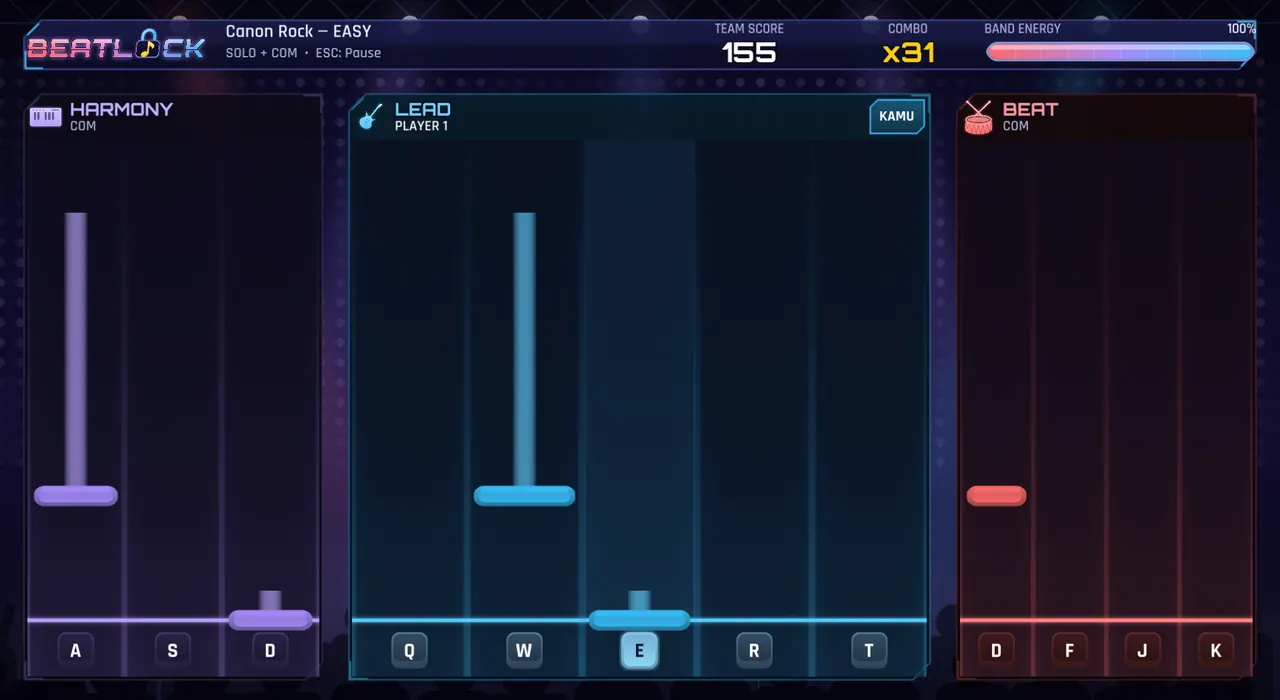 BEATLOCK
Canon Rock – EASY
SOLO + COM • ESC: Pause
TEAM SCORE
155
COMBO
x31
BAND ENERGY
100%
HARMONY
COM
LEAD
PLAYER 1
KAMU
BEAT
COM
A S D
Q W E R T
D F J K